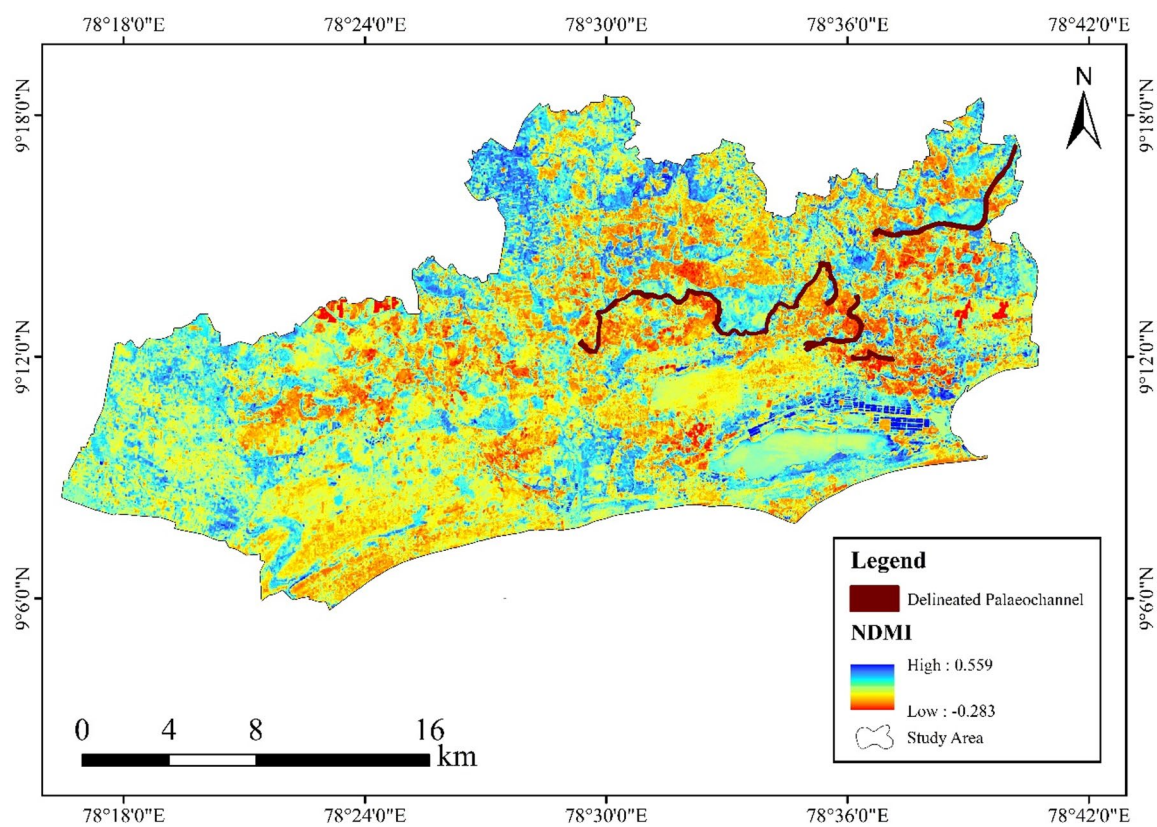 78°18'0"E 78°24'0"E 78°30'0"E 78°36'0"E 78°42'0"E
N
9°18'0"N 9°18'0"N
9°12'0"N 9°12'0"N
9°6'0"N 9°6'0"N
Legend
Delineated Palaeochannel
NDMI
High : 0.559
Low : -0.283
Study Area
0 4 8 16
km
78°18'0"E 78°24'0"E 78°30'0"E 78°36'0"E 78°42'0"E